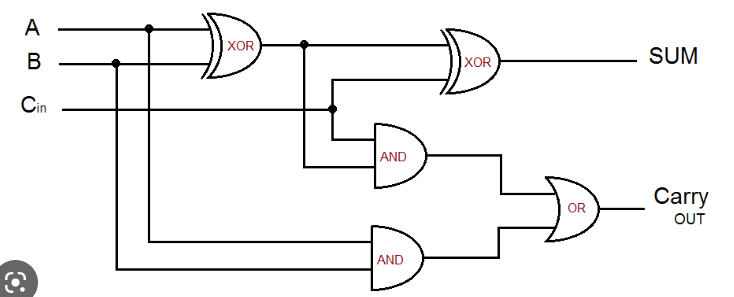 A
B
Cin
XOR
XOR
SUM
AND
AND
OR
Carry
OUT